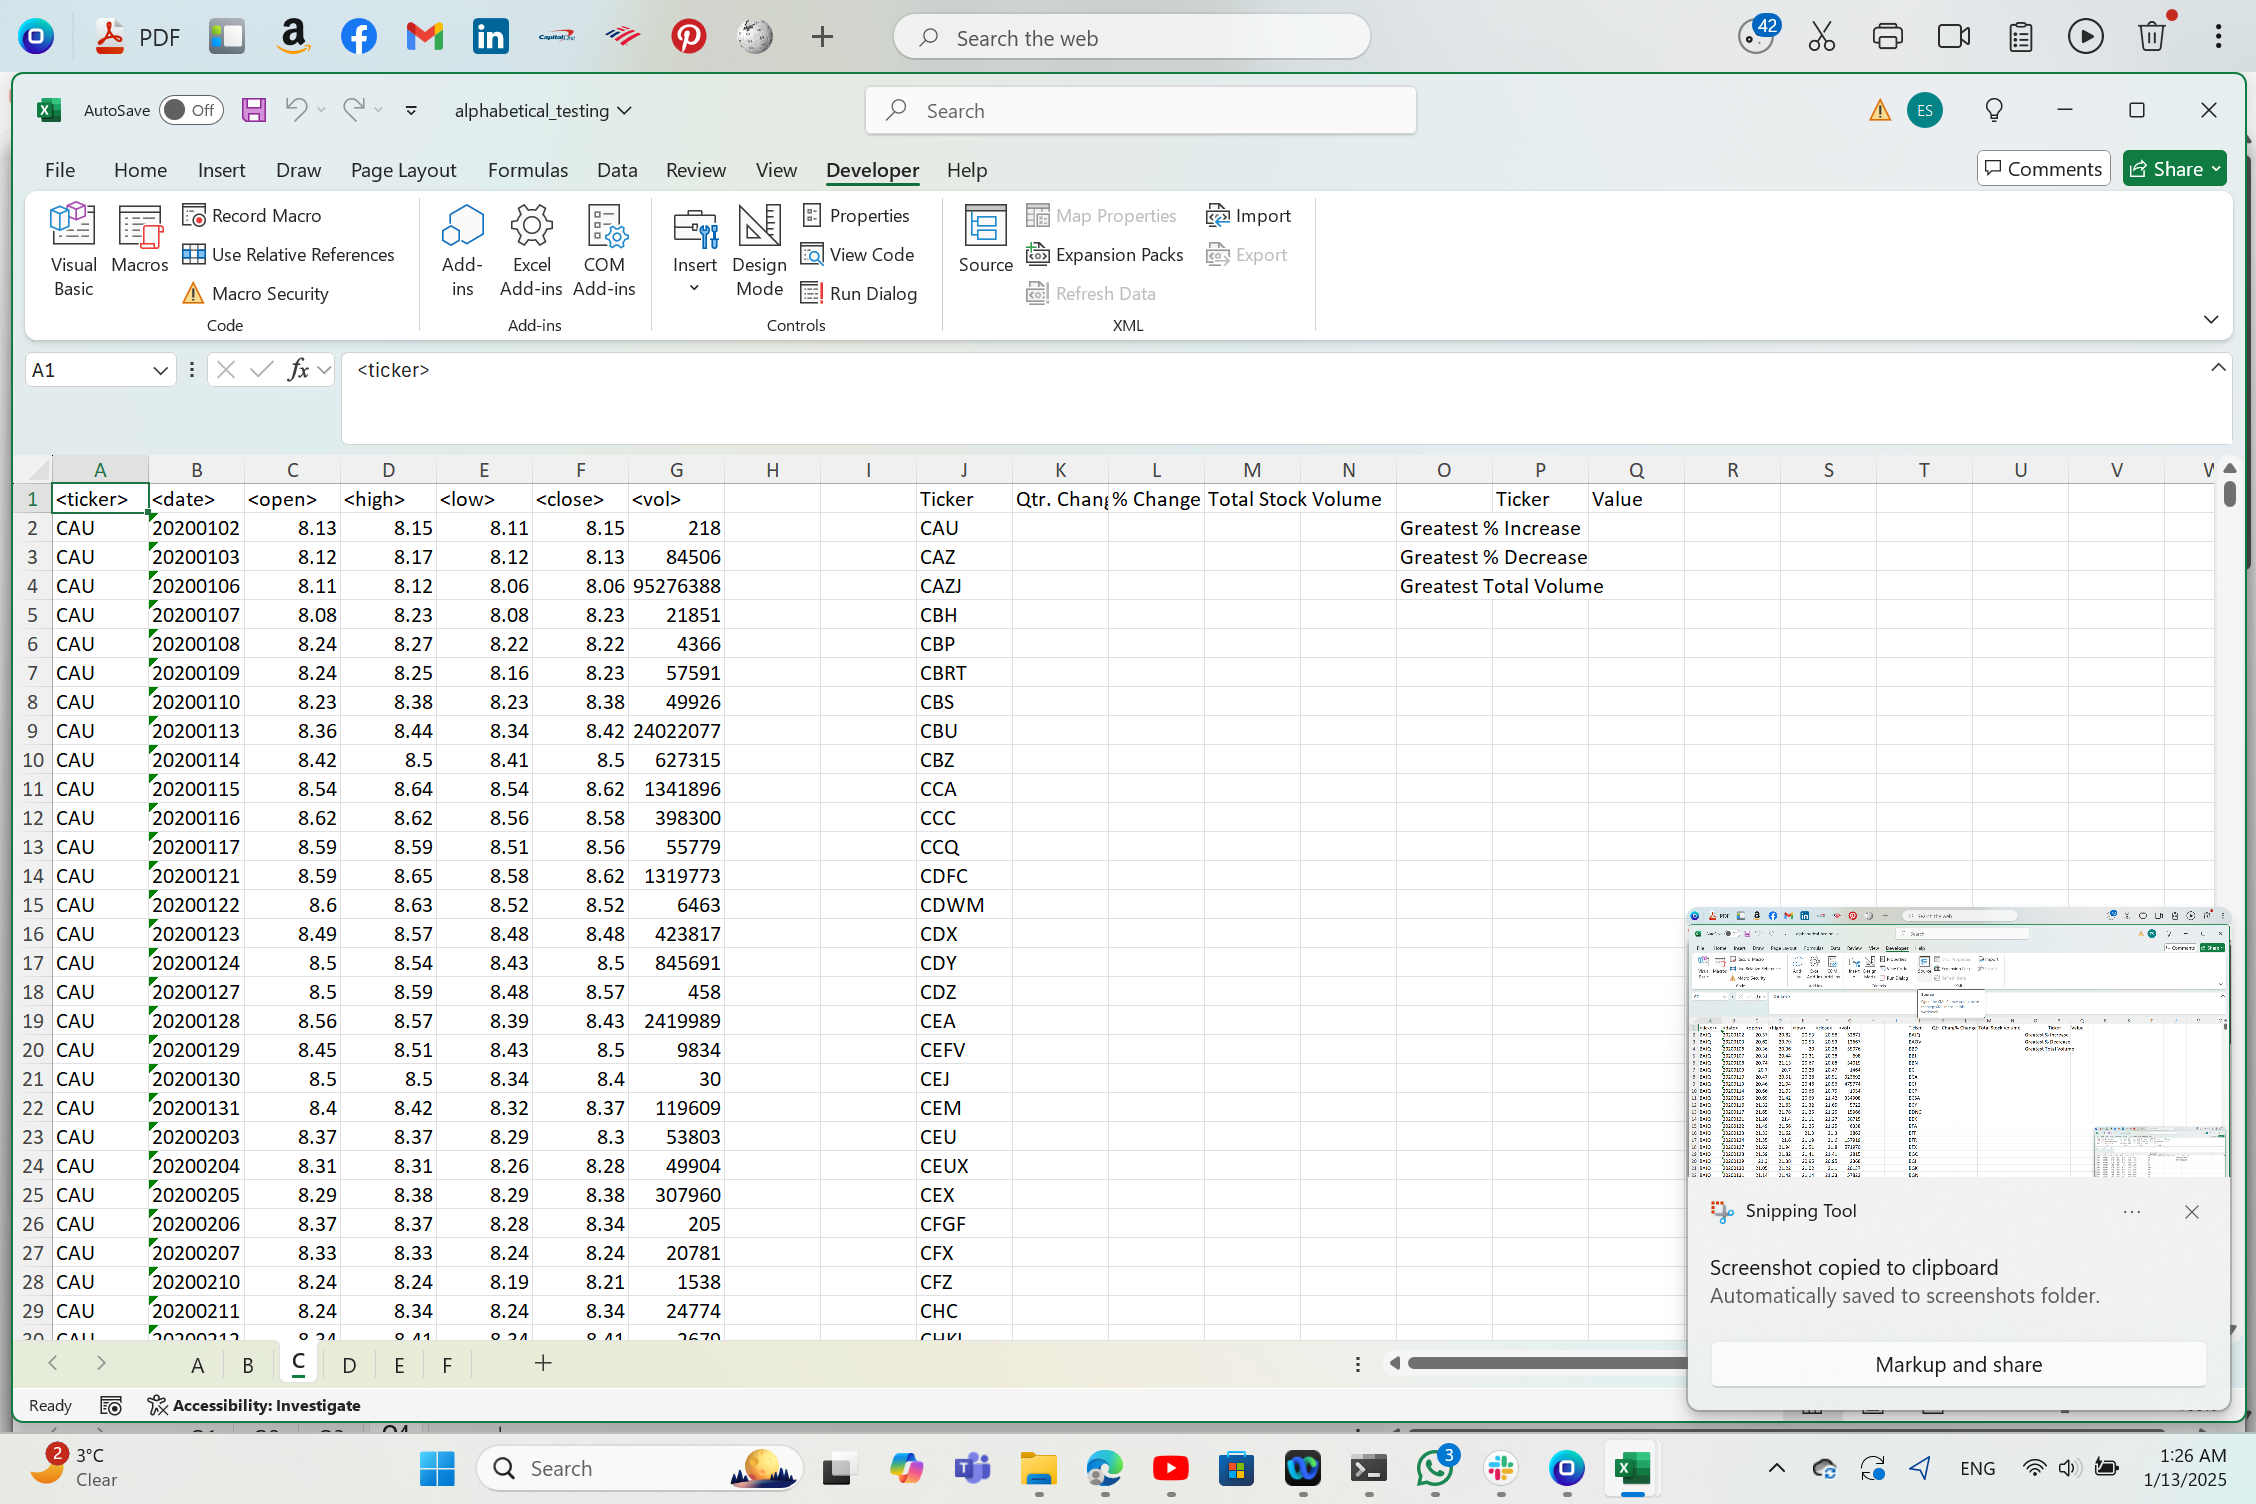 PDF
Search the web
42
AutoSave Off
alphabetical_testing
Search
ES
File Home Insert Draw Page Layout Formulas Data Review View Developer Help
Comments Share
Visual Basic
Macros
Record Macro
Use Relative References
Macro Security
Code
Add-ins
Excel Add-ins
COM Add-ins
Add-ins
Insert
Design Mode
Properties
View Code
Run Dialog
Controls
Source
Map Properties
Expansion Packs
Refresh Data
Import
Export
XML
A1
fx
<ticker>
A B C D E F G H I J K L M N O P Q R S T U V
1 <ticker> <date> <open> <high> <low> <close> <vol> Ticker Qtr. Chang % Change Total Stock Volume Ticker Value
2 CAU 20200102 8.13 8.15 8.11 8.15 218 CAU Greatest % Increase
3 CAU 20200103 8.12 8.17 8.12 8.13 84506 CAZ Greatest % Decrease
4 CAU 20200106 8.11 8.12 8.06 8.06 95276388 CAZJ Greatest Total Volume
5 CAU 20200107 8.08 8.23 8.08 8.23 21851 CBH
6 CAU 20200108 8.24 8.27 8.22 8.22 4366 CBP
7 CAU 20200109 8.24 8.25 8.16 8.23 57591 CBRT
8 CAU 20200110 8.23 8.38 8.23 8.38 49926 CBS
9 CAU 20200113 8.36 8.44 8.34 8.42 24022077 CBU
10 CAU 20200114 8.42 8.5 8.41 8.5 627315 CBZ
11 CAU 20200115 8.54 8.64 8.54 8.62 1341896 CCA
12 CAU 20200116 8.62 8.62 8.56 8.58 398300 CCC
13 CAU 20200117 8.59 8.59 8.51 8.56 55779 CCQ
14 CAU 20200121 8.59 8.65 8.58 8.62 1319773 CDFC
15 CAU 20200122 8.6 8.63 8.52 8.52 6463 CDWM
16 CAU 20200123 8.49 8.57 8.48 8.48 423817 CDX
17 CAU 20200124 8.5 8.54 8.43 8.5 845691 CDY
18 CAU 20200127 8.5 8.59 8.48 8.57 458 CDZ
19 CAU 20200128 8.56 8.57 8.39 8.43 2419989 CEA
20 CAU 20200129 8.45 8.51 8.43 8.5 9834 CEFV
21 CAU 20200130 8.5 8.5 8.34 8.4 30 CEJ
22 CAU 20200131 8.4 8.42 8.32 8.37 119609 CEM
23 CAU 20200203 8.37 8.37 8.29 8.3 53803 CEU
24 CAU 20200204 8.31 8.31 8.26 8.28 49904 CEUX
25 CAU 20200205 8.29 8.38 8.29 8.38 307960 CEX
26 CAU 20200206 8.37 8.37 8.28 8.34 205 CFGF
27 CAU 20200207 8.33 8.33 8.24 8.24 20781 CFX
28 CAU 20200210 8.24 8.24 8.19 8.21 1538 CFZ
29 CAU 20200211 8.24 8.34 8.24 8.34 24774 CHC
30 CAU 20200212 8.34 8.41 8.34 8.41
Snipping Tool
Screenshot copied to clipboard
Automatically saved to screenshots folder.
Markup and share
A B C D E F
Ready
Accessibility: Investigate
2
3°C
Clear
Search
3
ENG
1:26 AM
1/13/2025